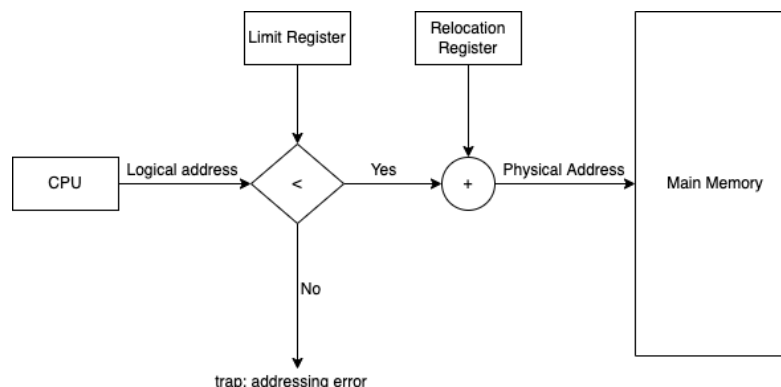 Limit Register
Relocation
Register
CPU
Logical address
<
Yes
+
Physical Address
Main Memory
No
trap: addressing error